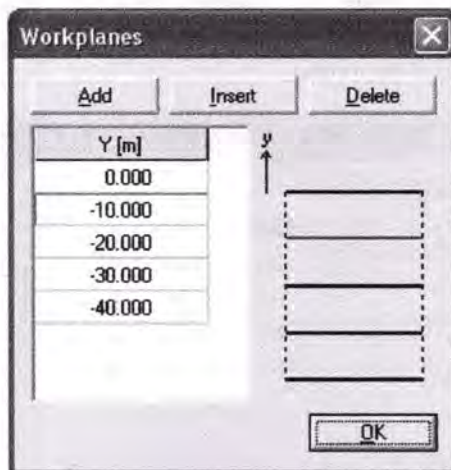 Workplanes
Add Insert Delete
Y [m]
0.000
-10.000
-20.000
-30.000
-40.000
y
OK